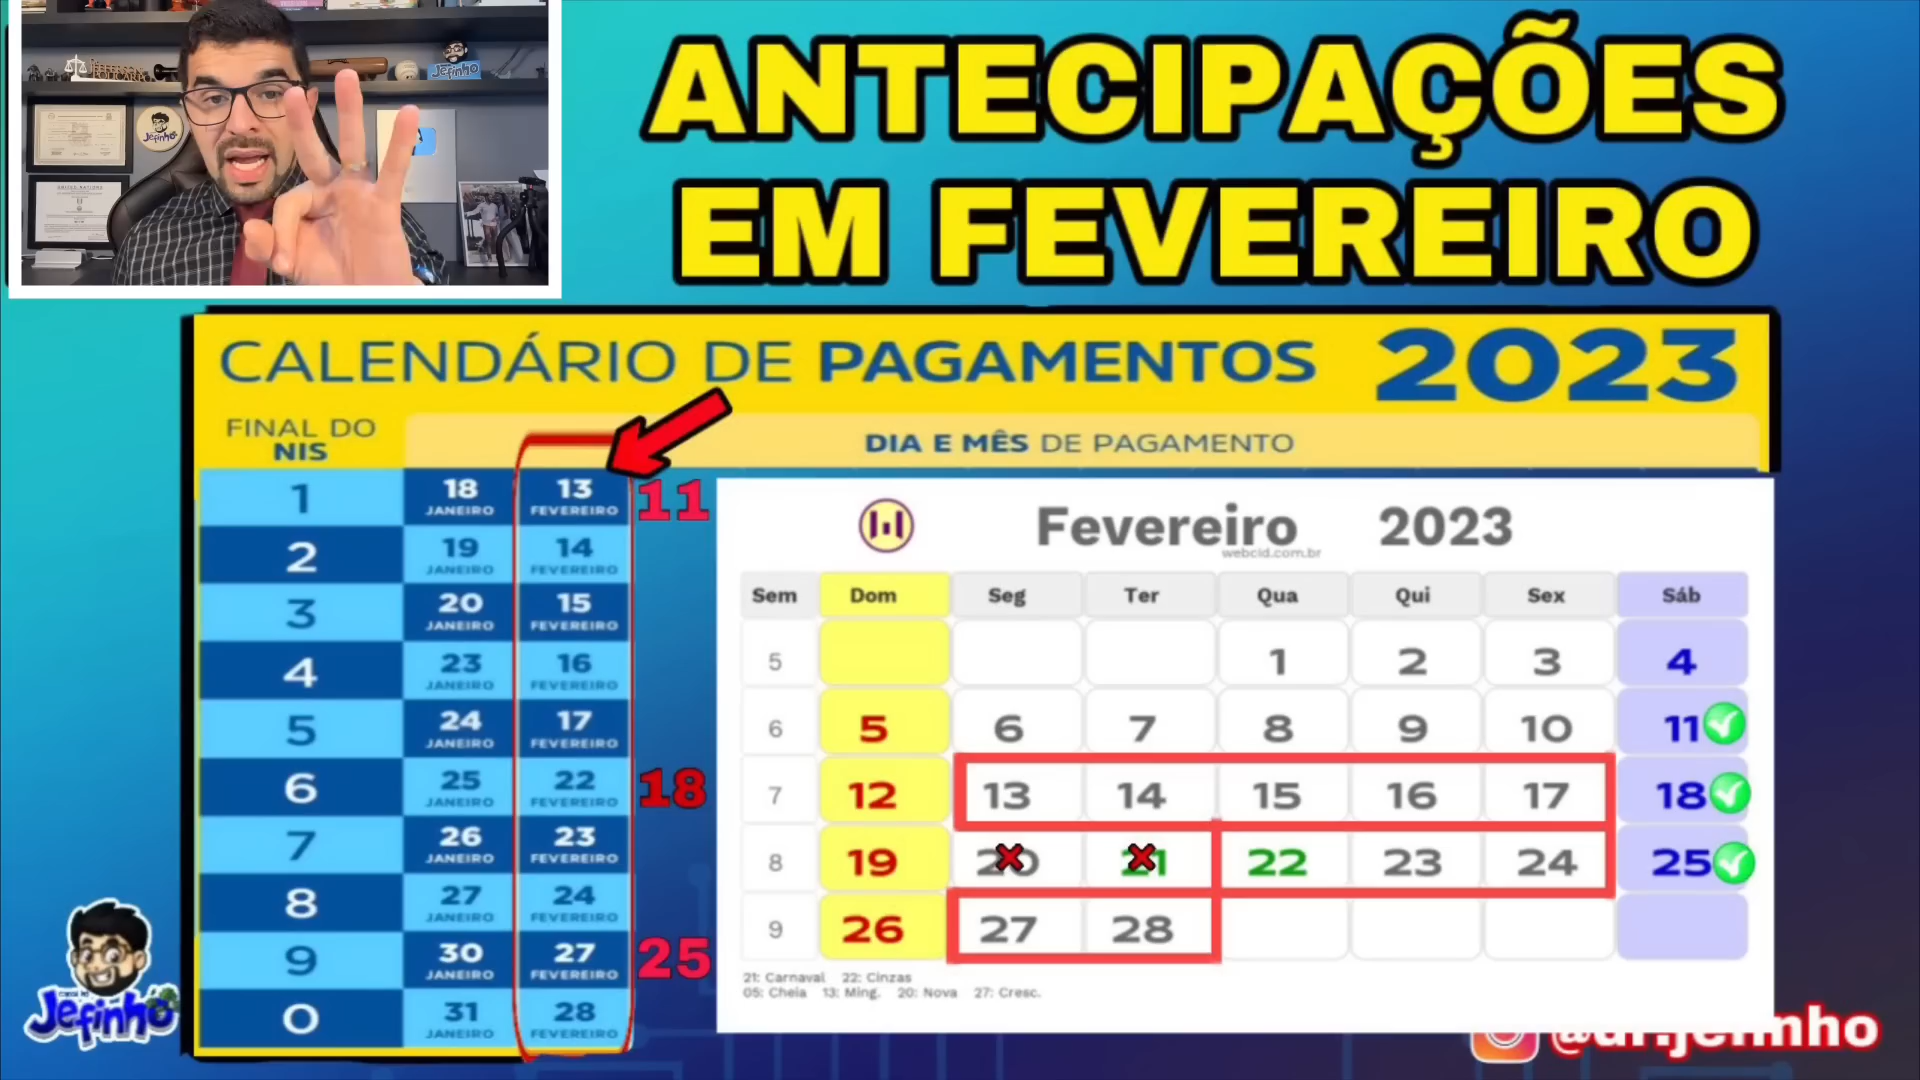 ANTECIPAÇÕES
EM FEVEREIRO
Jefinho
Jefinho
CALENDÁRIO DE PAGAMENTOS 2023
FINAL DO NIS
DIA E MÊS DE PAGAMENTO
1 18 JANEIRO 13 FEVEREIRO 11
2 19 JANEIRO 14 FEVEREIRO
3 20 JANEIRO 15 FEVEREIRO
4 23 JANEIRO 16 FEVEREIRO
5 24 JANEIRO 17 FEVEREIRO
6 25 JANEIRO 22 FEVEREIRO 18
7 26 JANEIRO 23 FEVEREIRO
8 27 JANEIRO 24 FEVEREIRO
9 30 JANEIRO 27 FEVEREIRO 25
0 31 JANEIRO 28 FEVEREIRO
Fevereiro 2023
webcid.com.br
Sem Dom Seg Ter Qua Qui Sex Sáb
5 1 2 3 4
6 5 6 7 8 9 10 11
7 12 13 14 15 16 17 18
8 19 20 21 22 23 24 25
9 26 27 28
21: Carnaval 22: Cinzas
05: Cheia 13: Ming. 20: Nova 27: Cresc.
Jefinho
@dr.jefinho